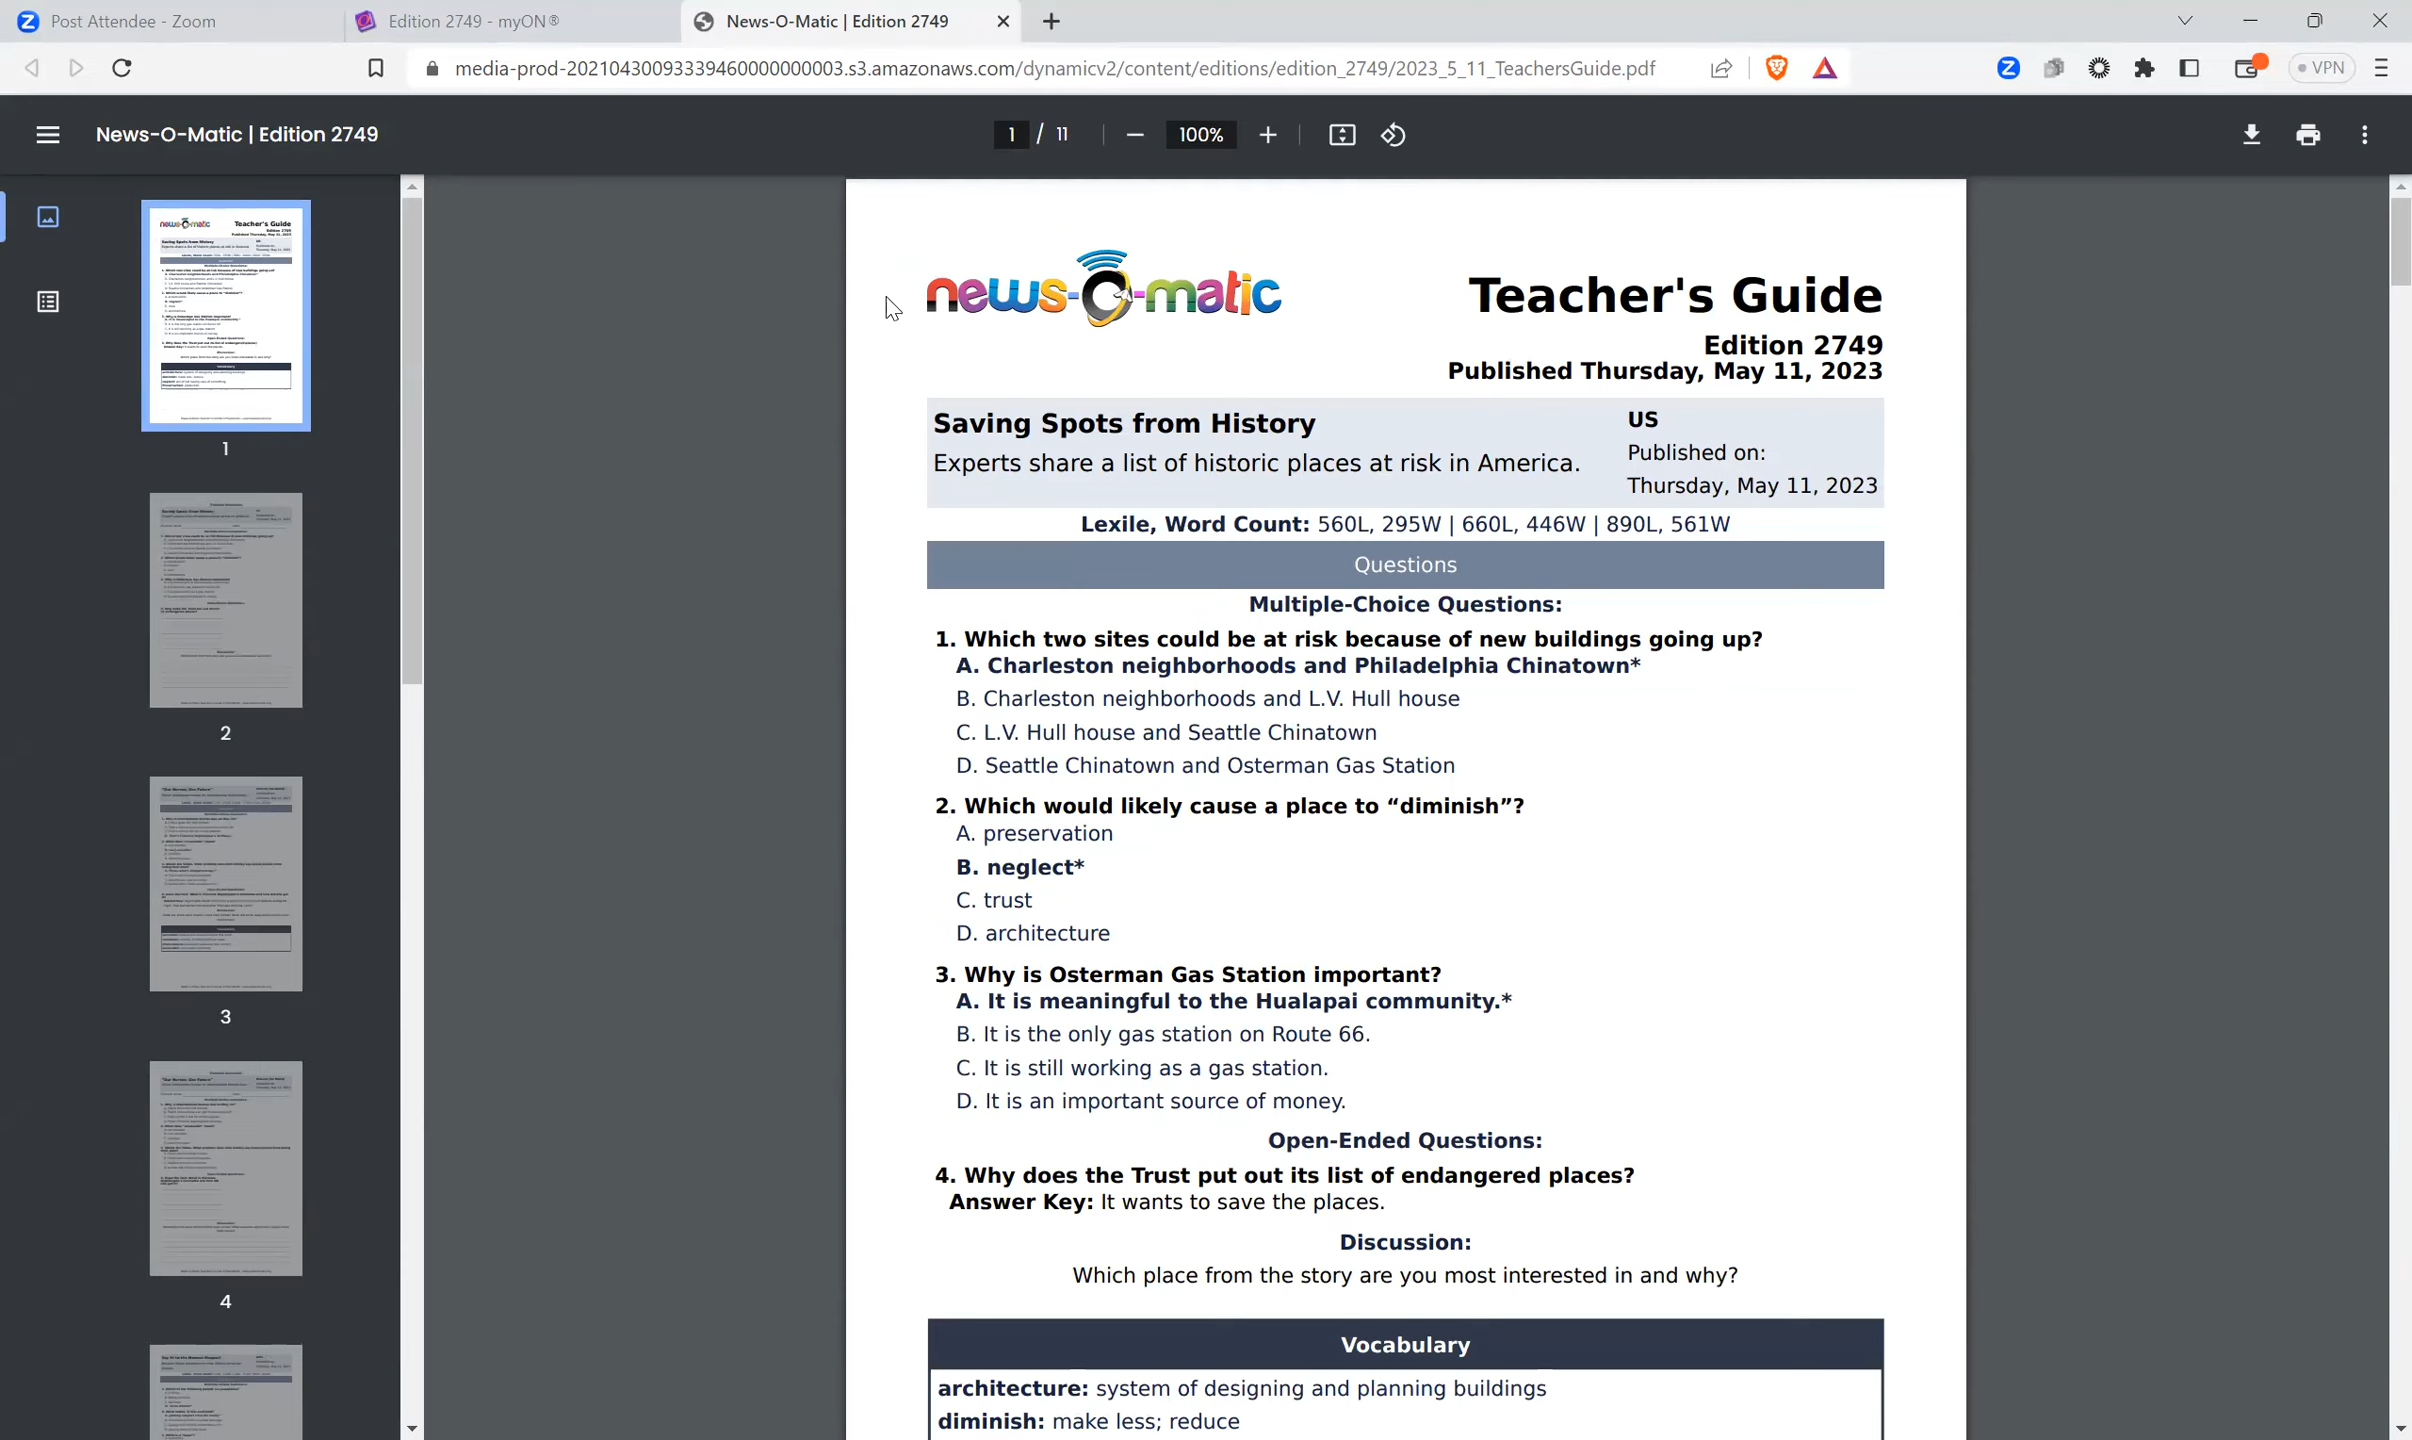 Post Attendee - Zoom
Edition 2749 - myON®
News-O-Matic | Edition 2749
media-prod-20210430093339460000000003.s3.amazonaws.com/dynamicv2/content/editions/edition_2749/2023_5_11_TeachersGuide.pdf
VPN
News-O-Matic | Edition 2749
1 / 11
100%
1
2
3
4
news-O-matic
Teacher's Guide
Edition 2749
Published Thursday, May 11, 2023
Saving Spots from History
Experts share a list of historic places at risk in America.
US
Published on:
Thursday, May 11, 2023
Lexile, Word Count: 560L, 295W | 660L, 446W | 890L, 561W
Questions
Multiple-Choice Questions:
1. Which two sites could be at risk because of new buildings going up?
A. Charleston neighborhoods and Philadelphia Chinatown*
B. Charleston neighborhoods and L.V. Hull house
C. L.V. Hull house and Seattle Chinatown
D. Seattle Chinatown and Osterman Gas Station
2. Which would likely cause a place to “diminish”?
A. preservation
B. neglect*
C. trust
D. architecture
3. Why is Osterman Gas Station important?
A. It is meaningful to the Hualapai community.*
B. It is the only gas station on Route 66.
C. It is still working as a gas station.
D. It is an important source of money.
Open-Ended Questions:
4. Why does the Trust put out its list of endangered places?
Answer Key: It wants to save the places.
Discussion:
Which place from the story are you most interested in and why?
Vocabulary
architecture: system of designing and planning buildings
diminish: make less; reduce